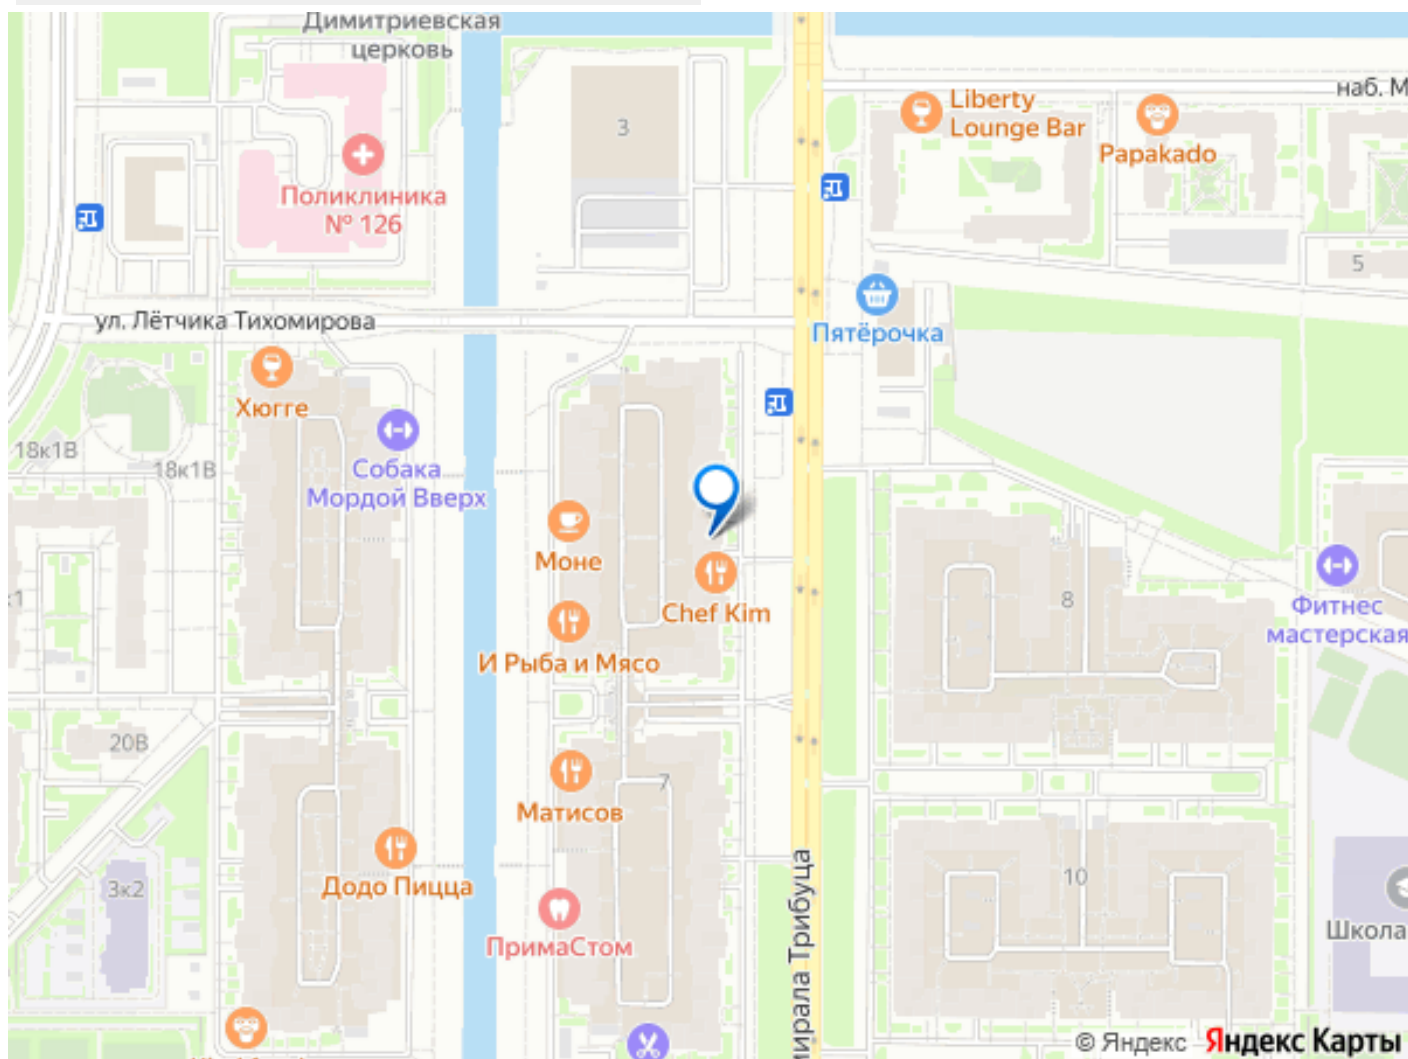 Димитриевская
церковь
наб. М
Liberty
Lounge Bar
Papakado
3
Поликлиника
№ 126
5
ул. Лётчика Тихомирова
Пятёрочка
Хюгге
18к1В
18к1В
Собака
Мордой Вверх
Моне
Chef Kim
8
к1
Фитнес
мастерская
И Рыба и Мясо
20В
7
Матисов
3к2
Додо Пицца
10
ПримаСтом
мирала Трибуца
Школа
© Яндекс Яндекс Карты